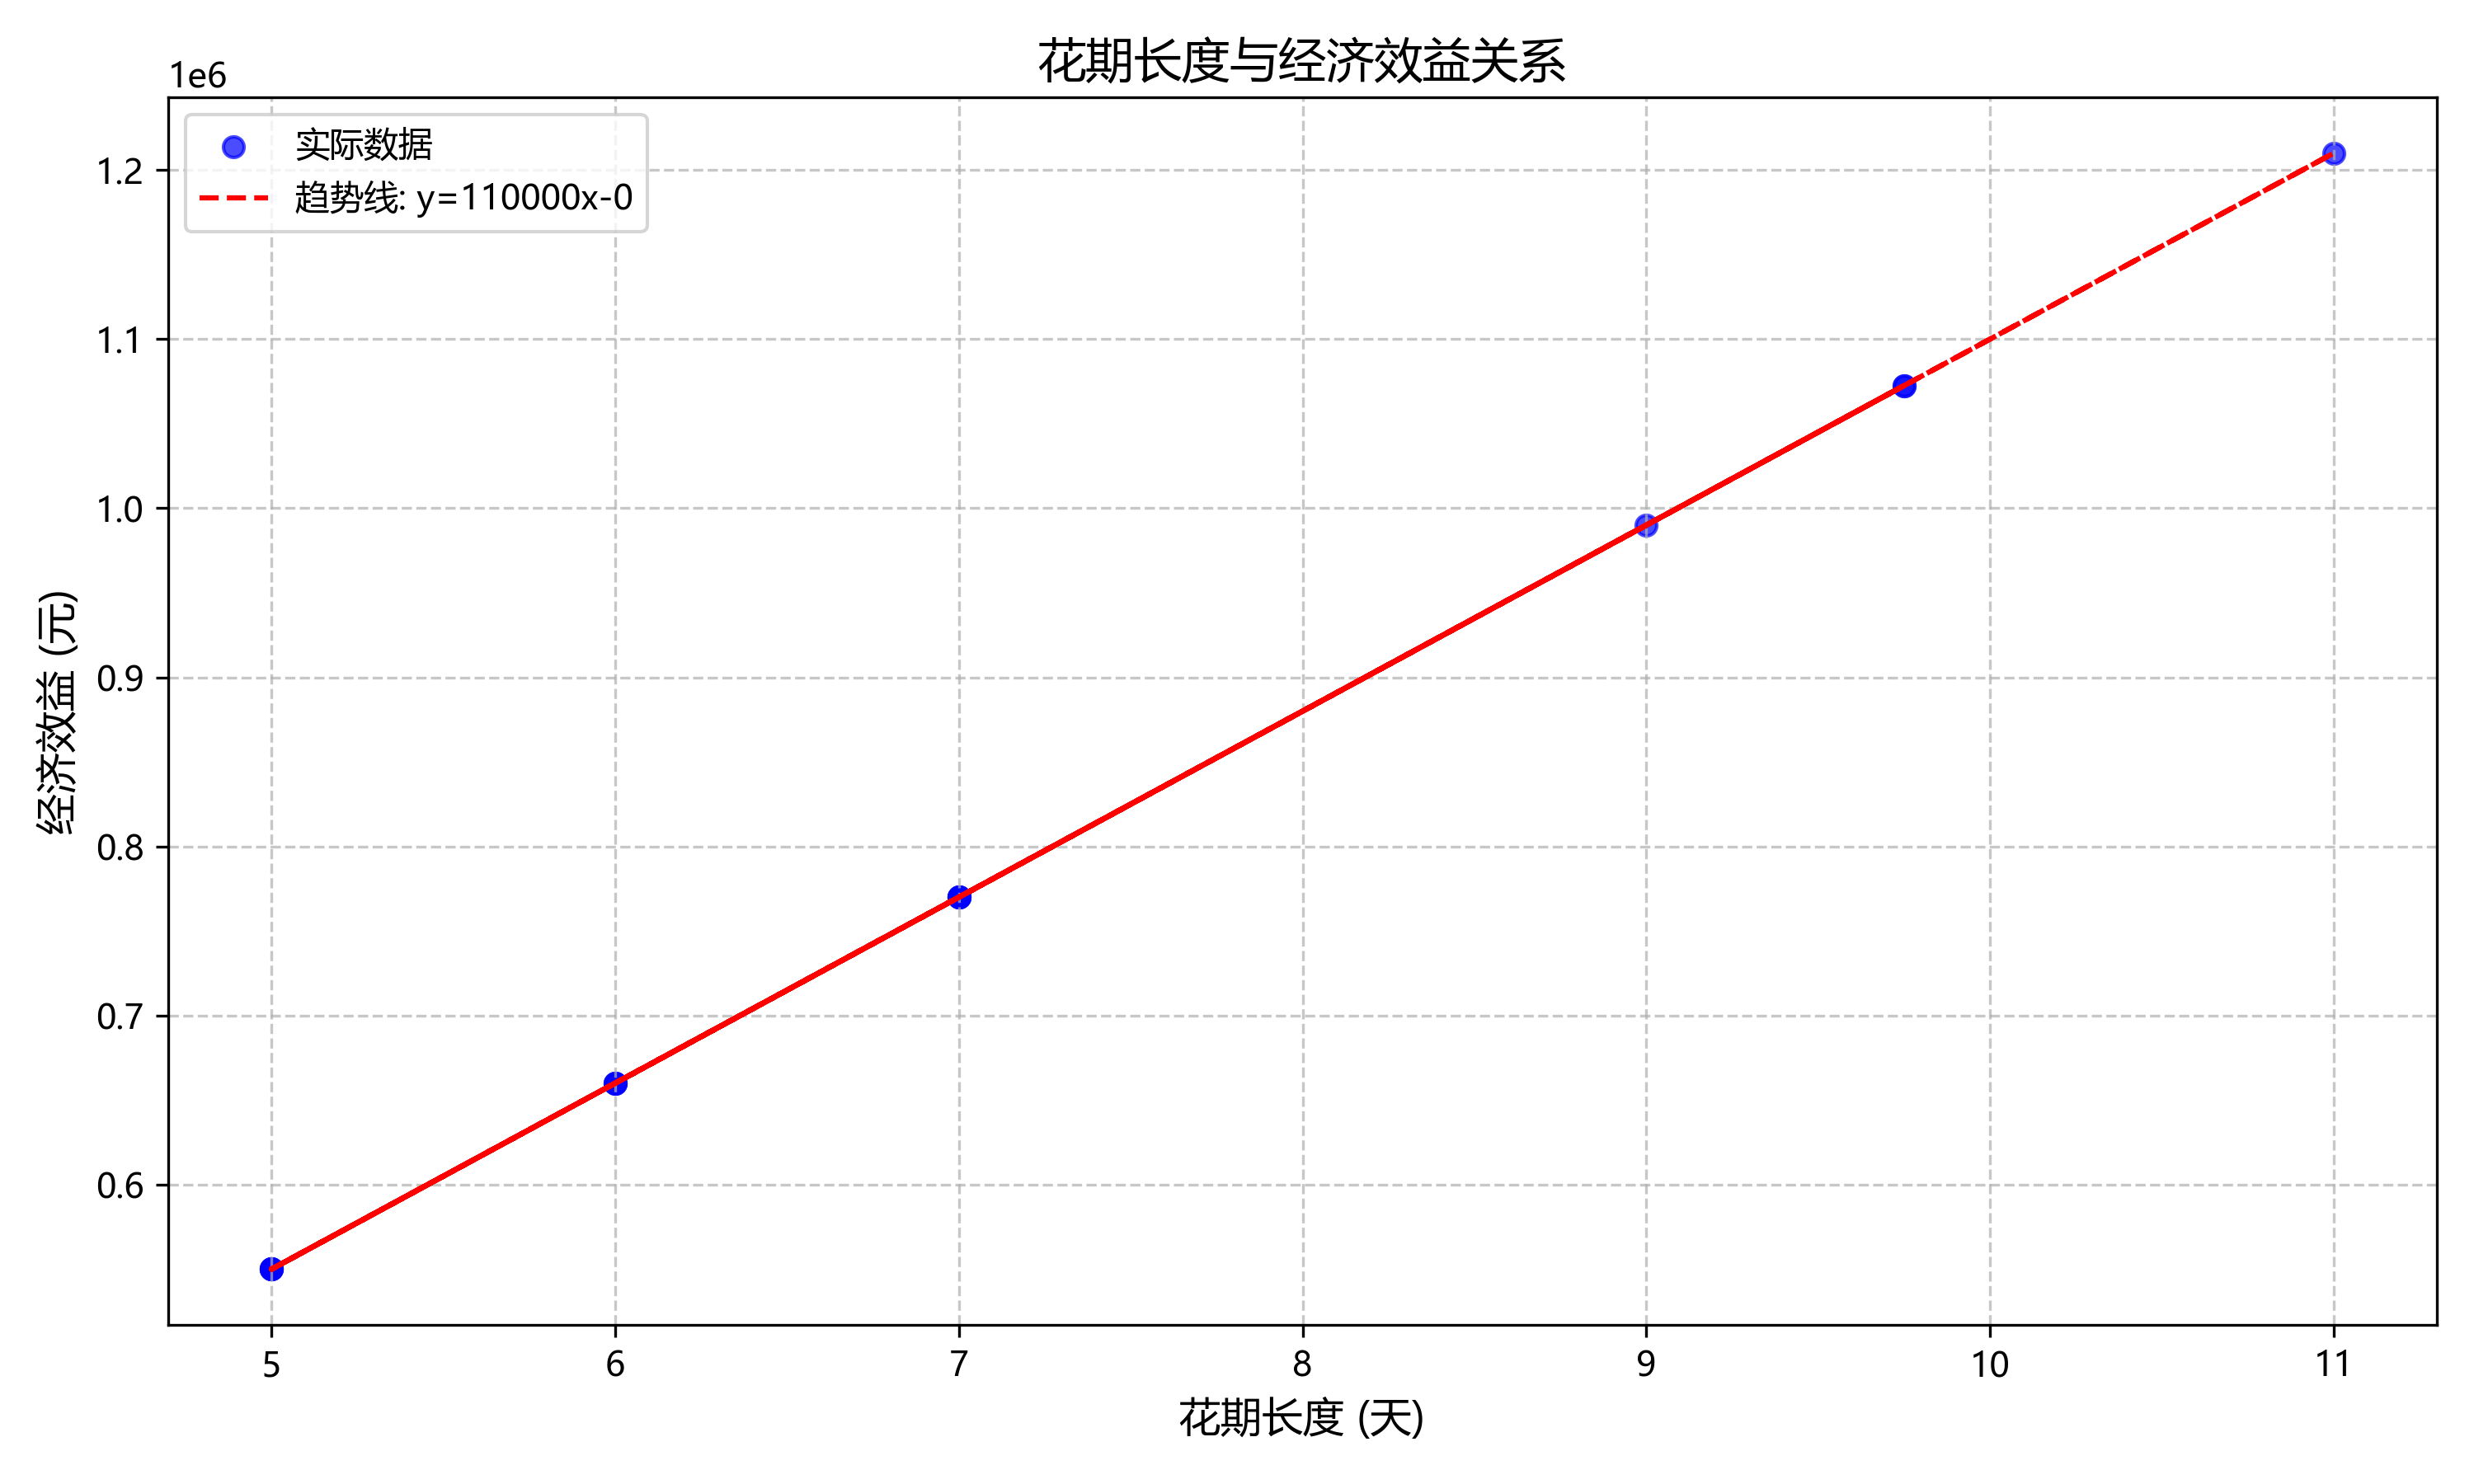 花期长度与经济效益关系
1e6
实际数据
趋势线: y=110000x-0
1.2
1.1
1.0
0.9
0.8
0.7
0.6
经济效益 (元)
5 6 7 8 9 10 11
花期长度 (天)